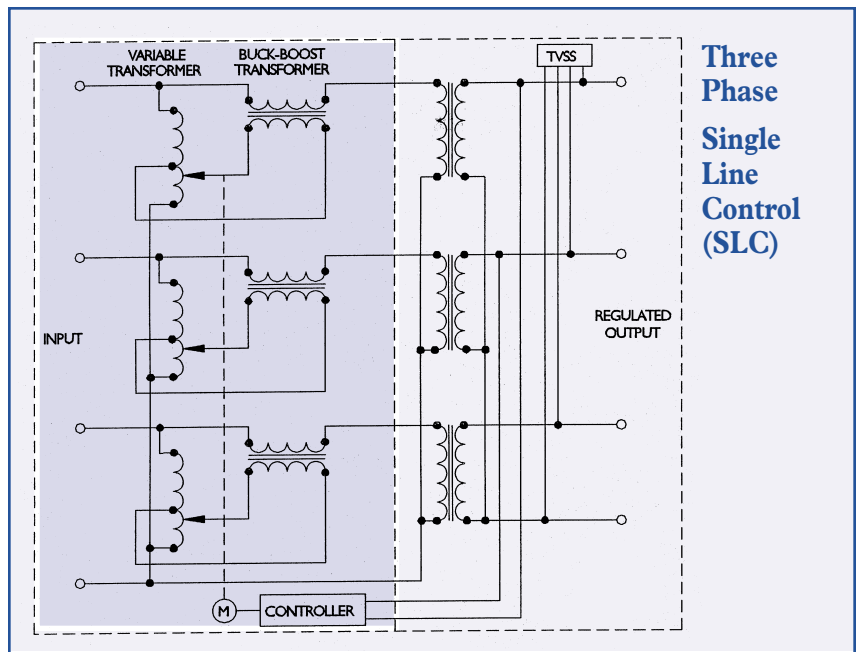 VARIABLE
TRANSFORMER
BUCK-BOOST
TRANSFORMER
TVSS
Three
Phase
Single
Line
Control
(SLC)
INPUT
REGULATED
OUTPUT
M
CONTROLLER